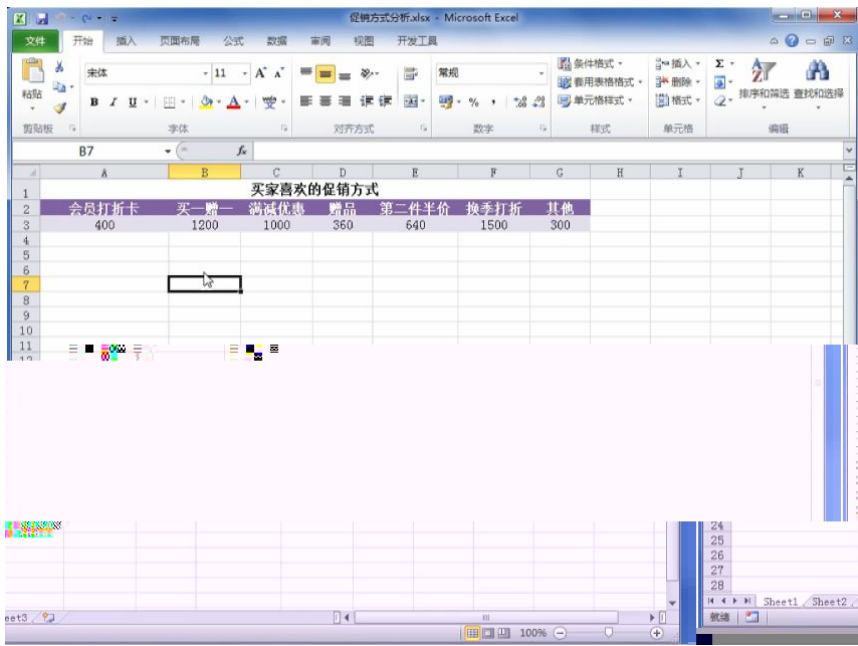 促销方式分析.xlsx - Microsoft Excel
文件 开始 插入 页面布局 公式 数据 审阅 视图 开发工具
宋体 11 A A 常规 条件格式 插入 Σ
粘贴 套用表格格式 删除 排序和筛选 查找和选择
B I U A 变 % , 单元格样式 格式
剪贴板 字体 对齐方式 数字 样式 单元格 编辑
B7 fx
A B C D E F G H I J K
1 买家喜欢的促销方式
2 会员打折卡 买一赠一 满减优惠 赠品 第二件半价 换季打折 其他
3 400 1200 1000 360 640 1500 300
4
5
6
7
8
9
10
11
24
25
26
27
28
Sheet1 Sheet2
eet3 就绪
100%